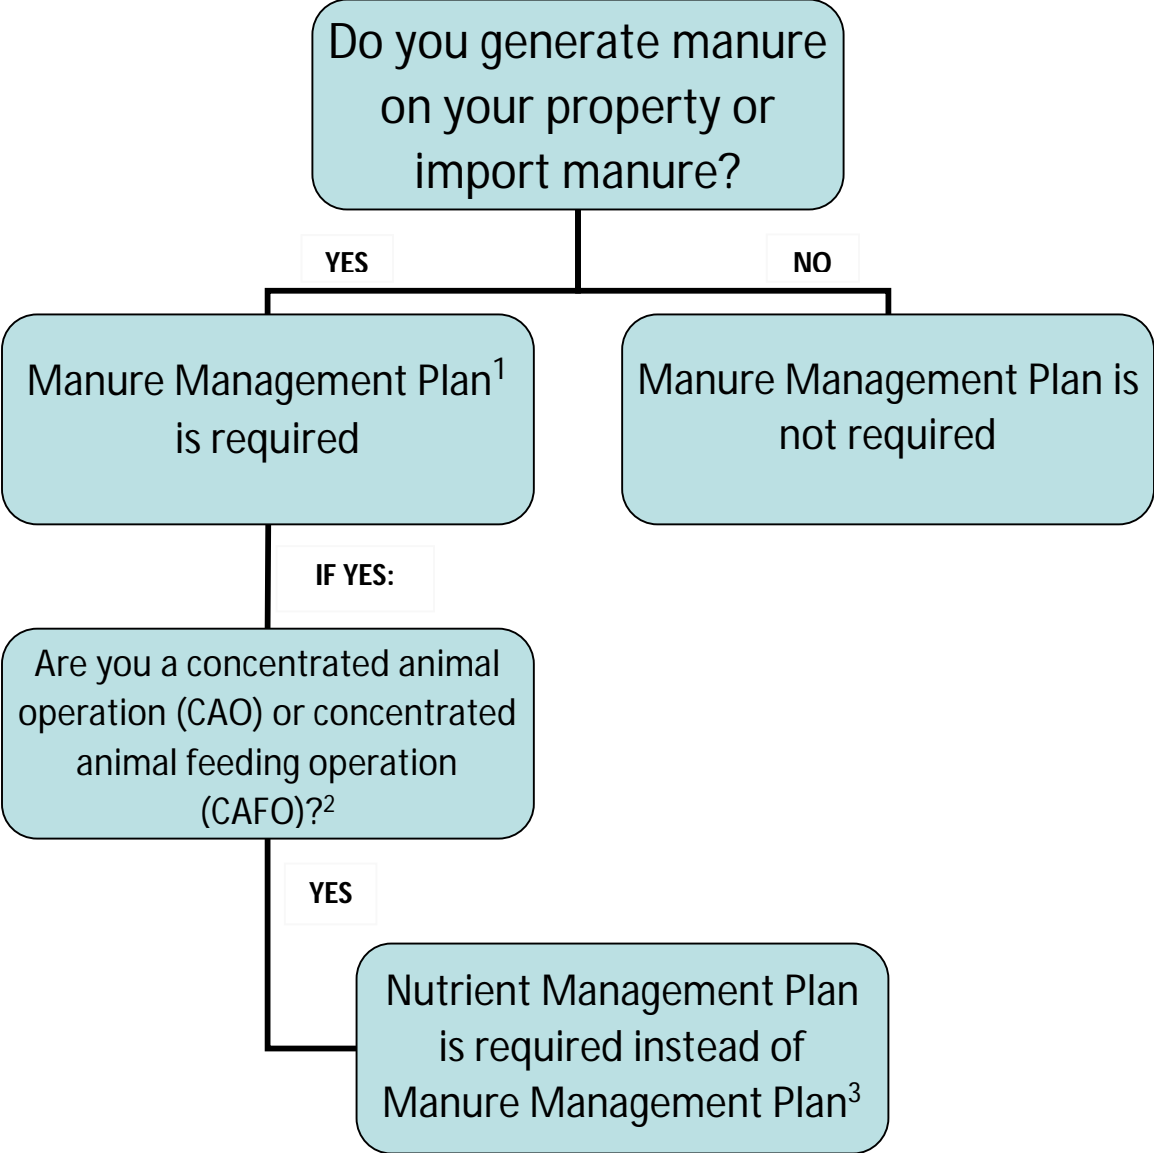 Do you generate manure
on your property or
import manure?
YES
NO
Manure Management Plan¹
is required
Manure Management Plan is
not required
IF YES:
Are you a concentrated animal
operation (CAO) or concentrated
animal feeding operation
(CAFO)?²
YES
Nutrient Management Plan
is required instead of
Manure Management Plan³